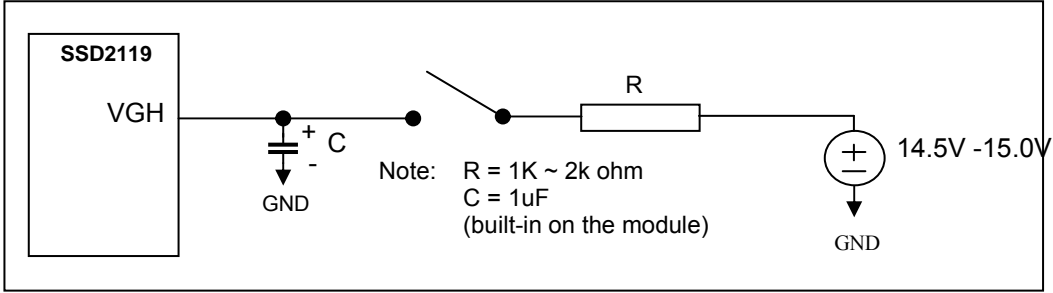 SSD2119
VGH
R
14.5V -15.0V
+
C
-
GND
Note: R = 1K ~ 2k ohm
C = 1uF
(built-in on the module)
+
−
GND